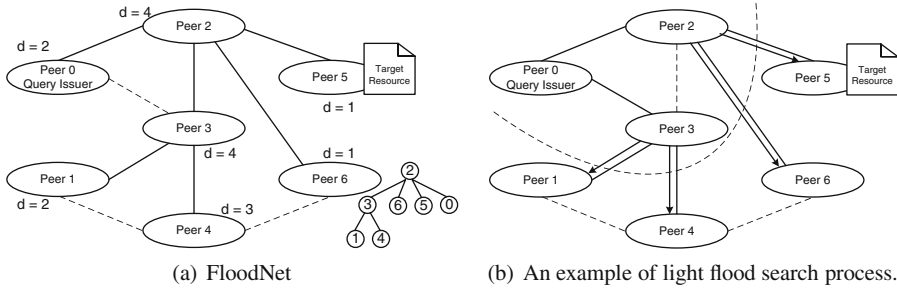 d = 4
Peer 2
d = 2
Peer 0
Query Issuer
Peer 5
Target
Resource
d = 1
Peer 3
d = 4
d = 1
Peer 1
Peer 6
d = 2
d = 3
Peer 4
2
3
6
5
0
1
4
(a) FloodNet
Peer 2
Peer 0
Query Issuer
Peer 5
Target
Resource
Peer 3
Peer 1
Peer 6
Peer 4
(b) An example of light flood search process.